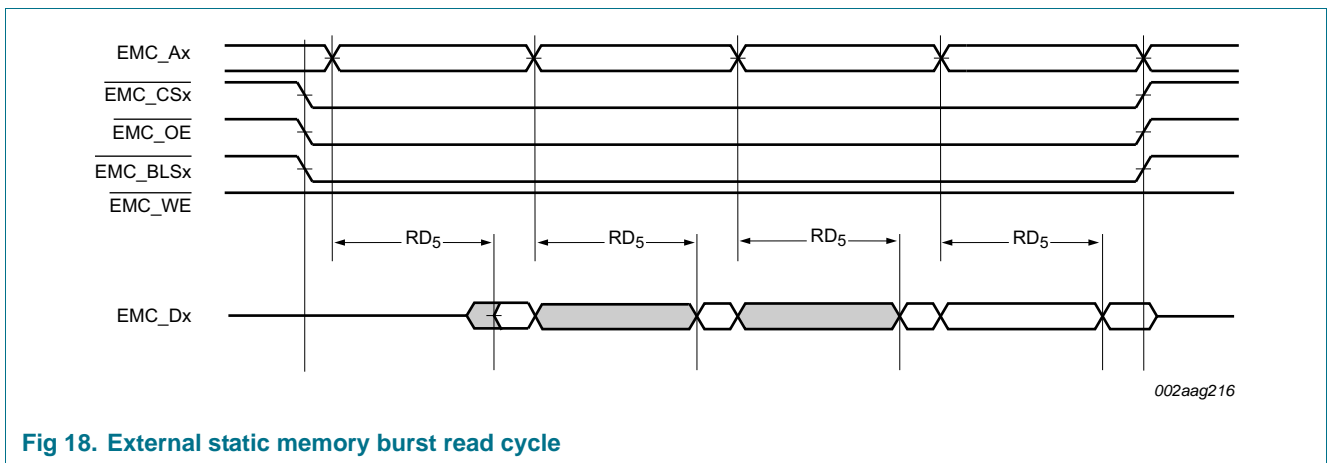 EMC_Ax
EMC_CSx
EMC_OE
EMC_BLSx
EMC_WE
RD5 RD5 RD5 RD5
EMC_Dx
002aag216
Fig 18. External static memory burst read cycle